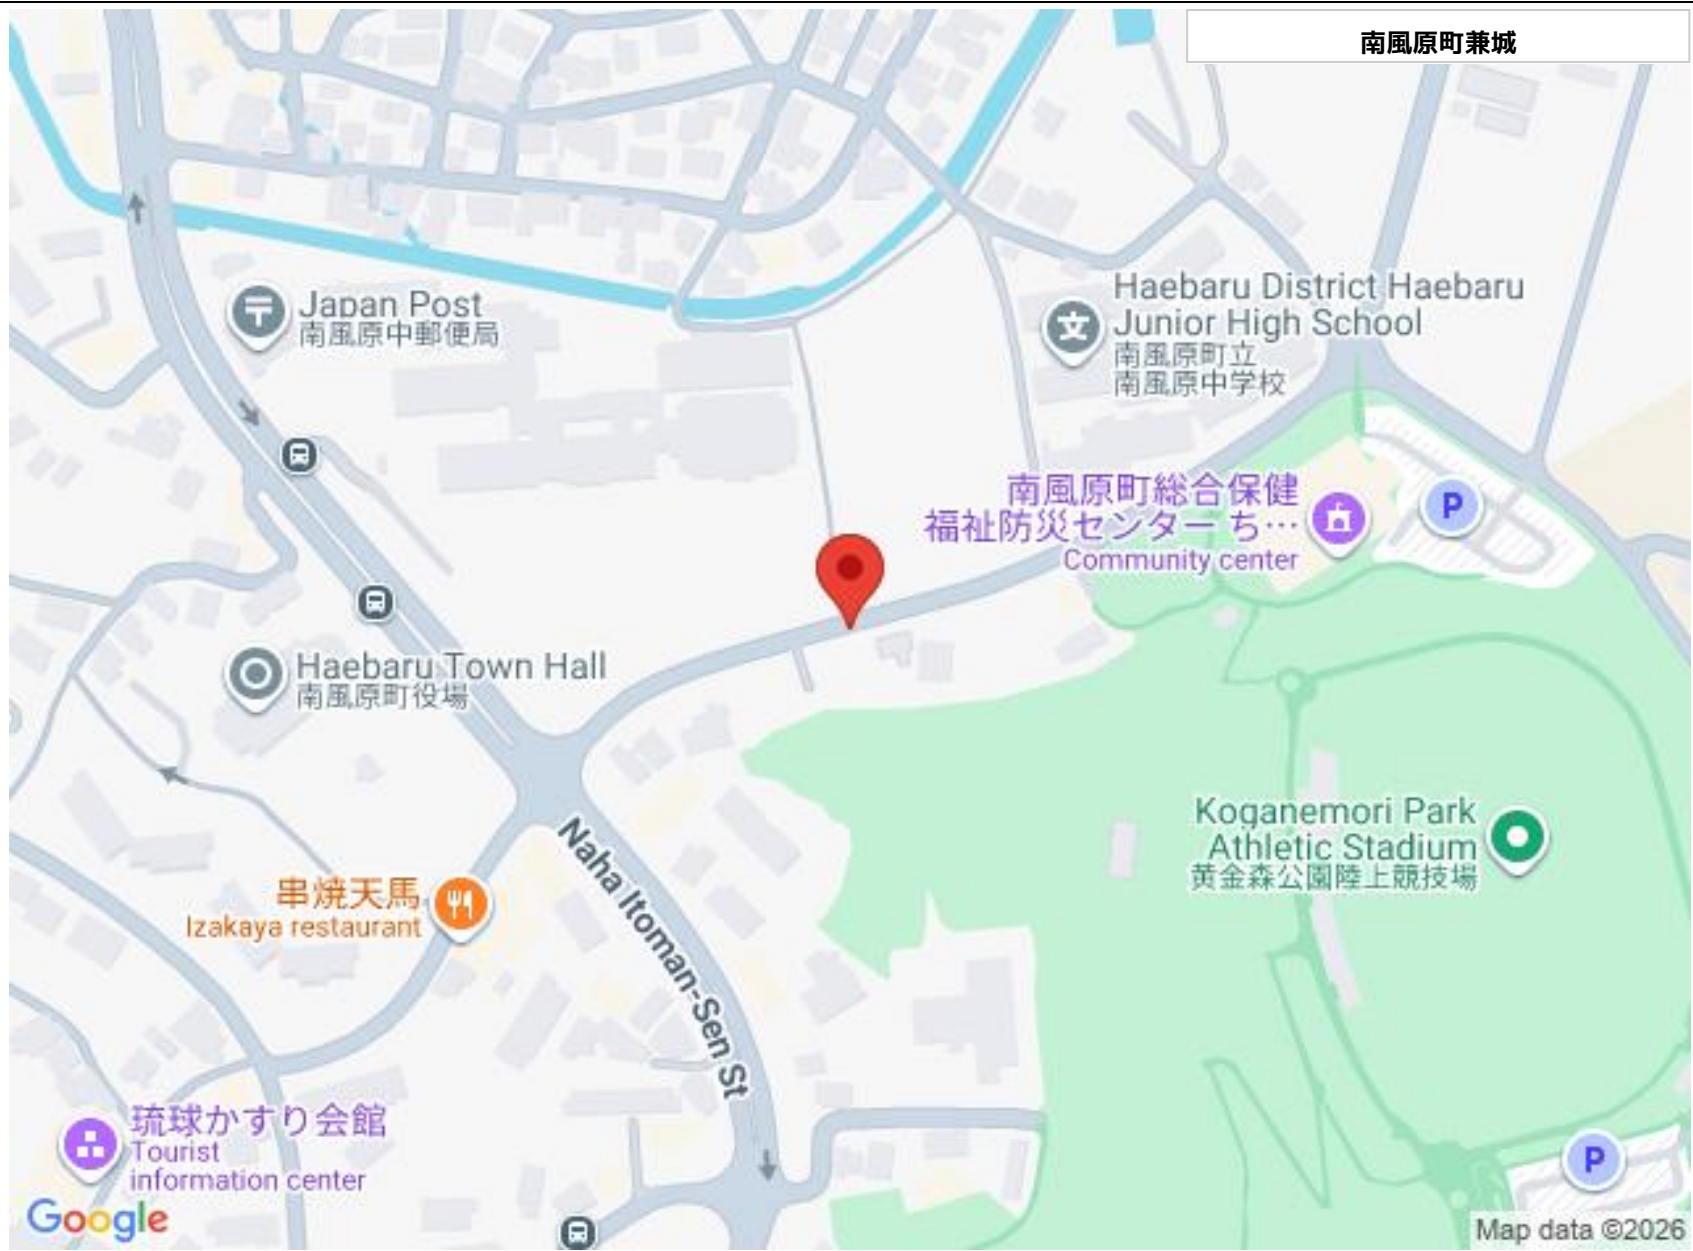 南風原町兼城
Japan Post
南風原中郵便局
Haebaru District Haebaru
Junior High School
南風原町立
南風原中学校
南風原町総合保健
福祉防災センター ち…
Community center
P
Haebaru Town Hall
南風原町役場
Koganemori Park
Athletic Stadium
黄金森公園陸上競技場
串焼天馬
Izakaya restaurant
Naha Itoman-Sen St
琉球かすり会館
Tourist
information center
P
Google
Map data ©2026